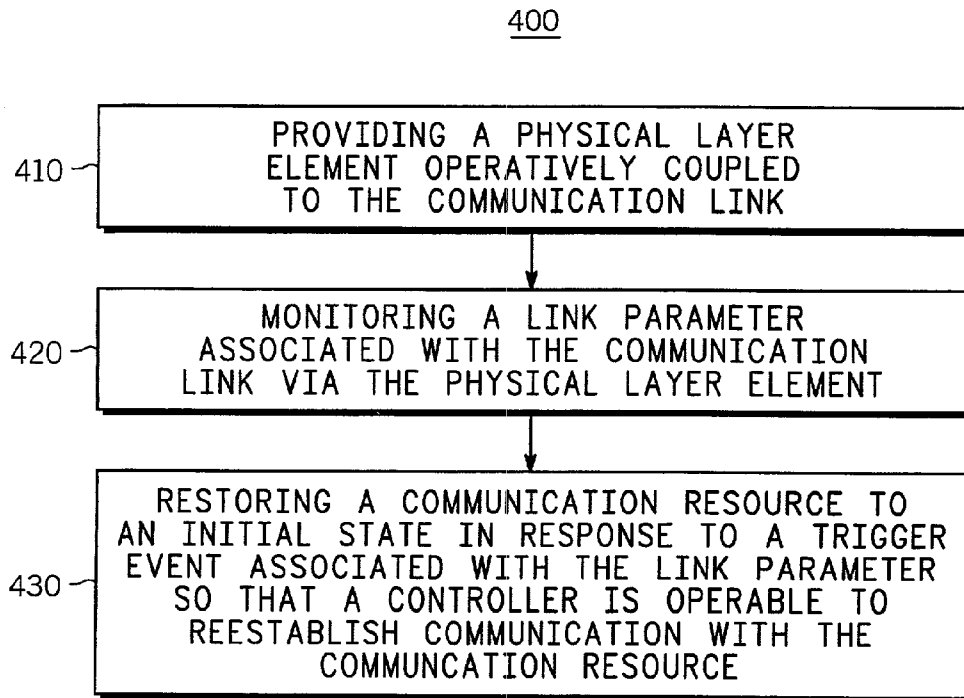 400
410
PROVIDING A PHYSICAL LAYER
ELEMENT OPERATIVELY COUPLED
TO THE COMMUNICATION LINK
420
MONITORING A LINK PARAMETER
ASSOCIATED WITH THE COMMUNICATION
LINK VIA THE PHYSICAL LAYER ELEMENT
430
RESTORING A COMMUNICATION RESOURCE TO
AN INITIAL STATE IN RESPONSE TO A TRIGGER
EVENT ASSOCIATED WITH THE LINK PARAMETER
SO THAT A CONTROLLER IS OPERABLE TO
REESTABLISH COMMUNICATION WITH THE
COMMUNCATION RESOURCE